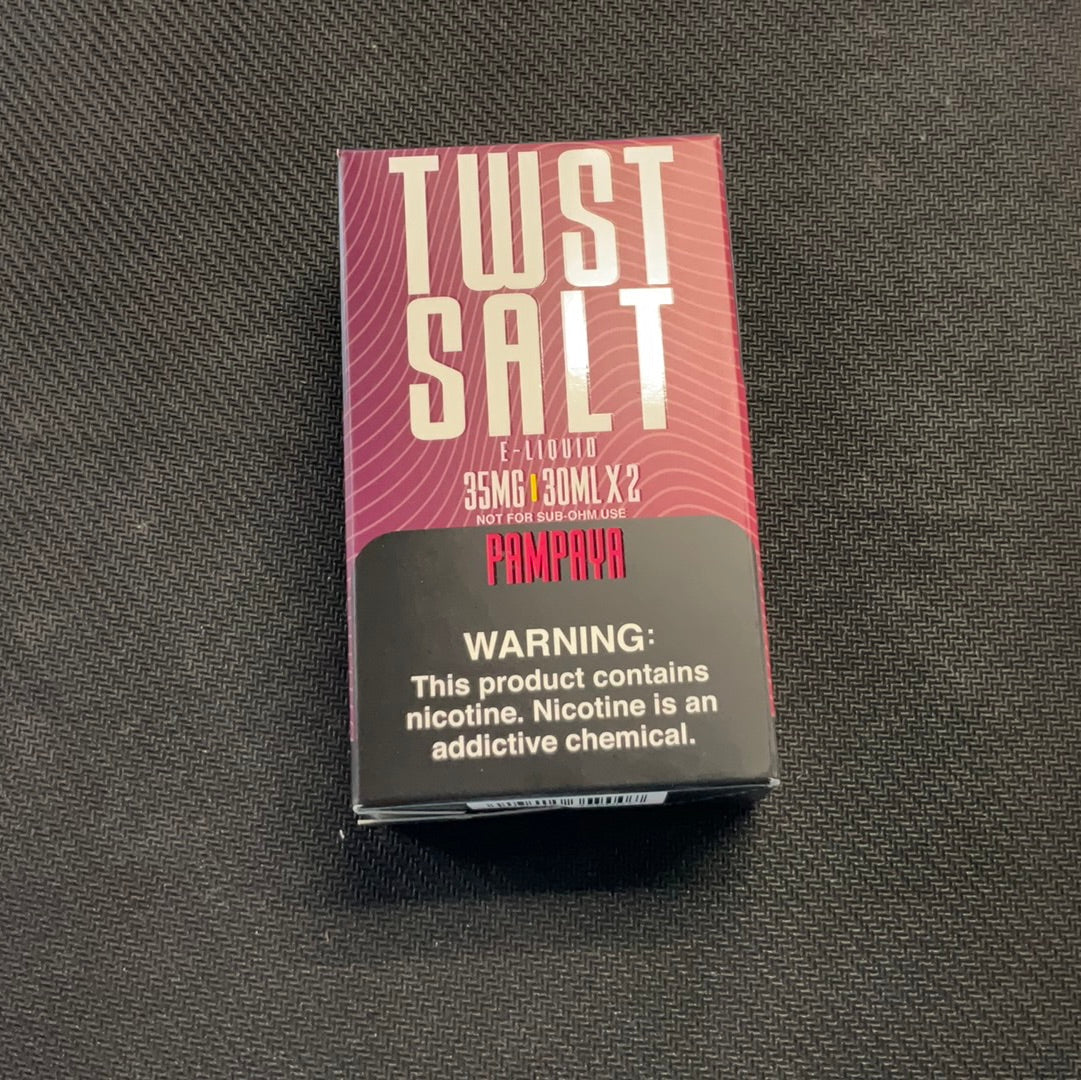 TWST
SALT
E-LIQUID
35MG | 30ML X 2
NOT FOR SUB-OHM USE
PAMPAYA
WARNING:
This product contains
nicotine. Nicotine is an
addictive chemical.